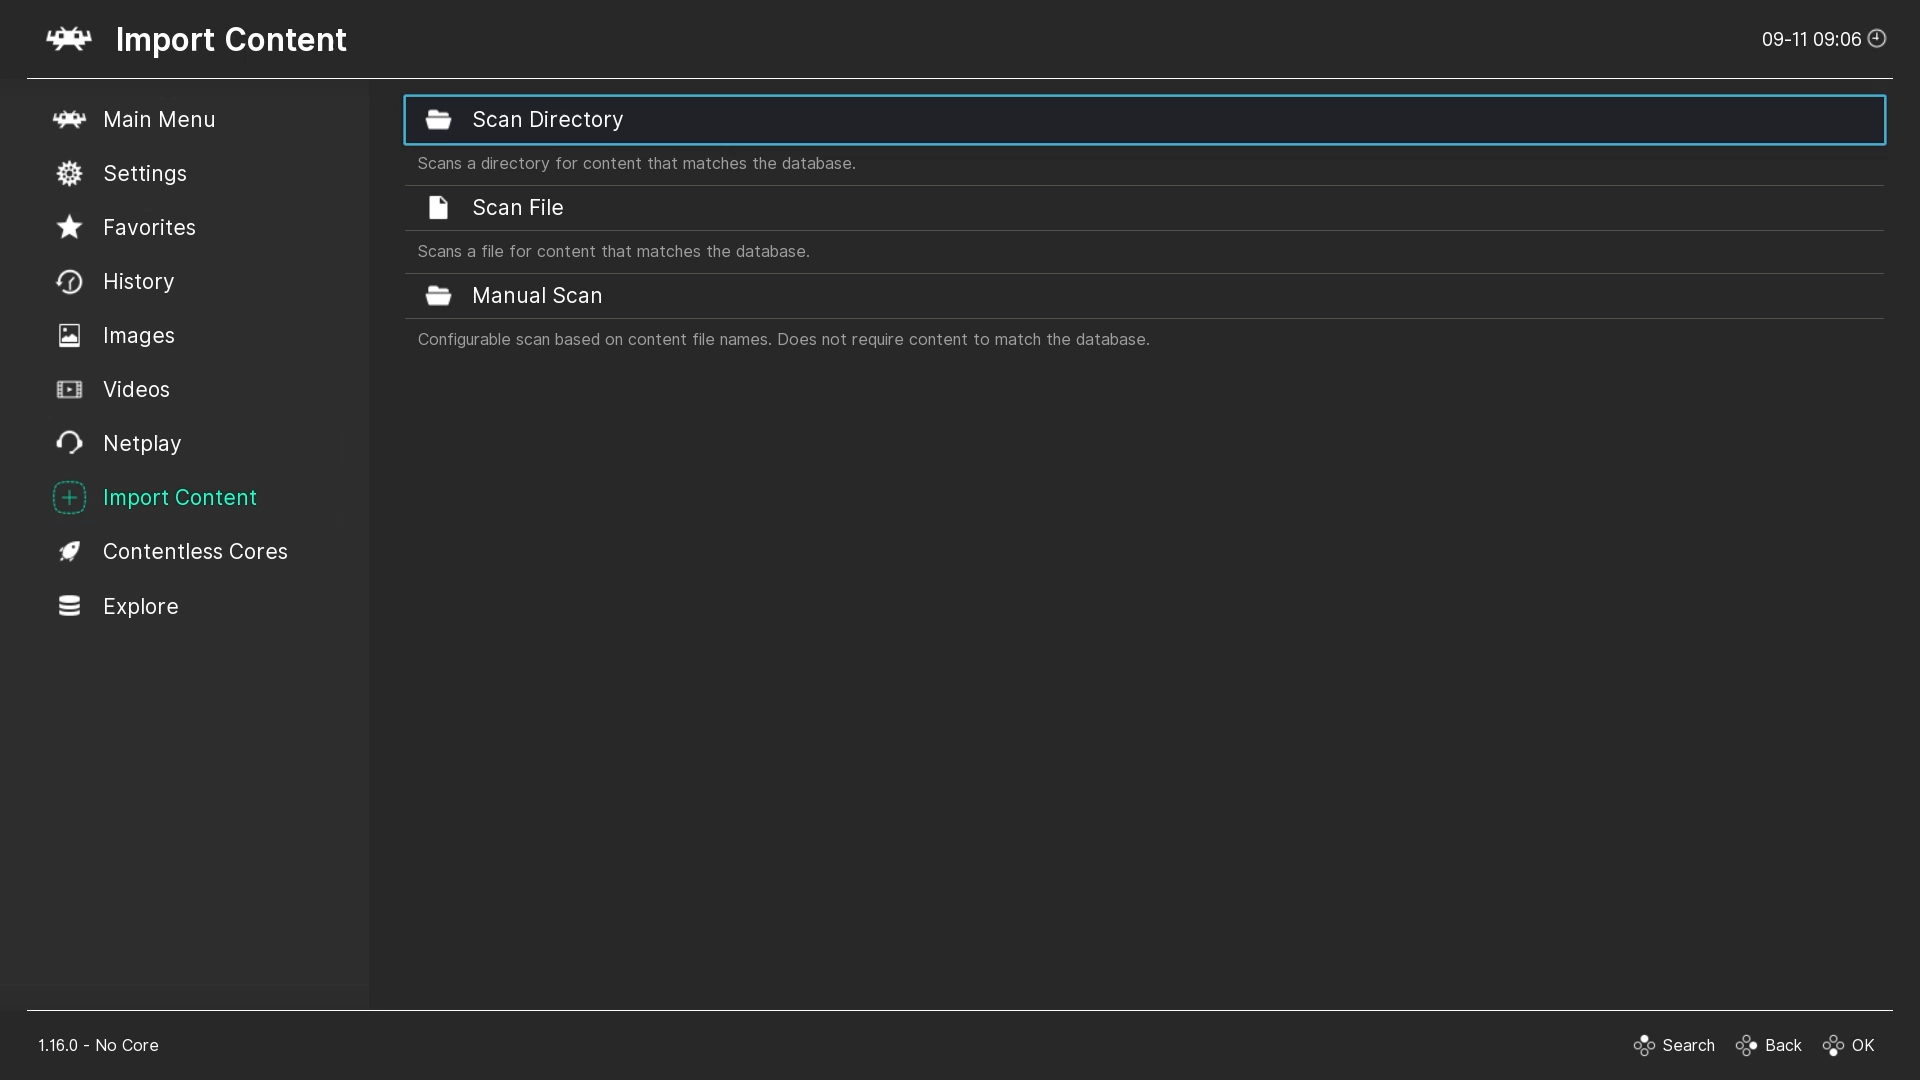 Import Content
09-11 09:06
Main Menu
Settings
Favorites
History
Images
Videos
Netplay
Import Content
Contentless Cores
Explore
Scan Directory
Scans a directory for content that matches the database.
Scan File
Scans a file for content that matches the database.
Manual Scan
Configurable scan based on content file names. Does not require content to match the database.
1.16.0 - No Core
Search
Back
OK